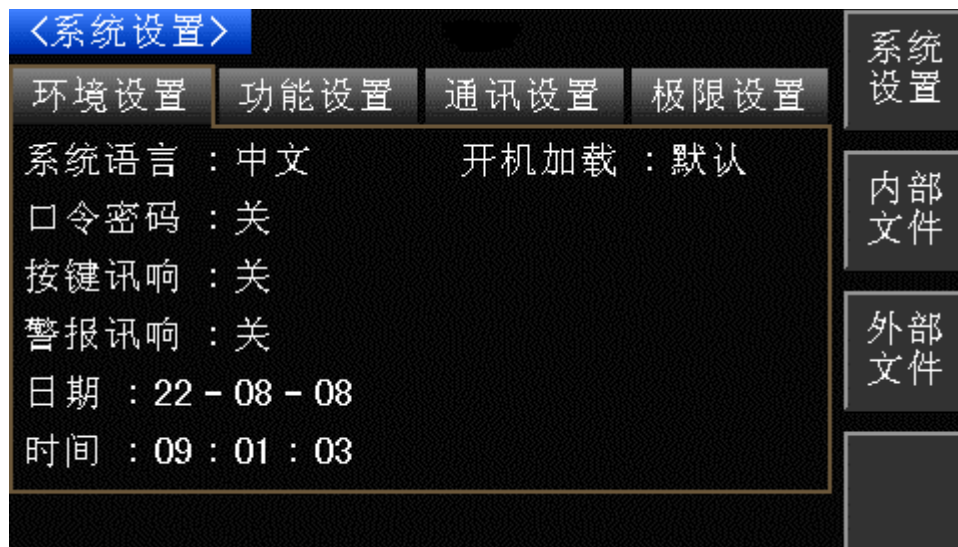 <系统设置>
环境设置 功能设置 通讯设置 极限设置
系统语言 : 中文 开机加载 : 默认
口令密码 : 关
按键讯响 : 关
警报讯响 : 关
日期 : 22 - 08 - 08
时间 : 09 : 01 : 03
系统
设置
内部
文件
外部
文件